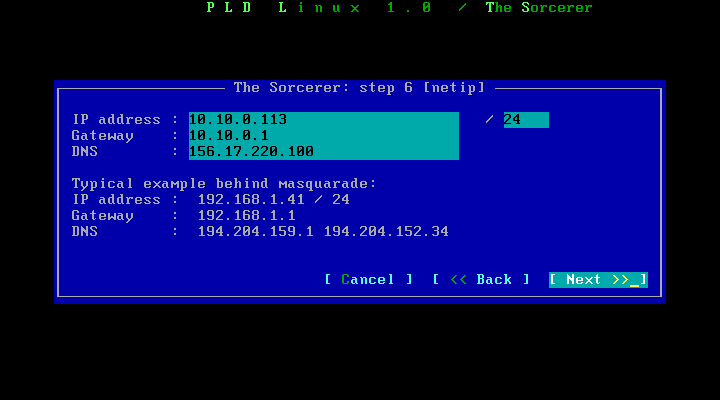 P L D  L i n u x  1 . 0  /  The Sorcerer
The Sorcerer: step 6 [netip]
IP address : 10.10.0.113 / 24
Gateway : 10.10.0.1
DNS : 156.17.220.100
Typical example behind masquarade:
IP address : 192.168.1.41 / 24
Gateway : 192.168.1.1
DNS : 194.204.159.1 194.204.152.34
[ Cancel ] [ << Back ] [ Next >>_]